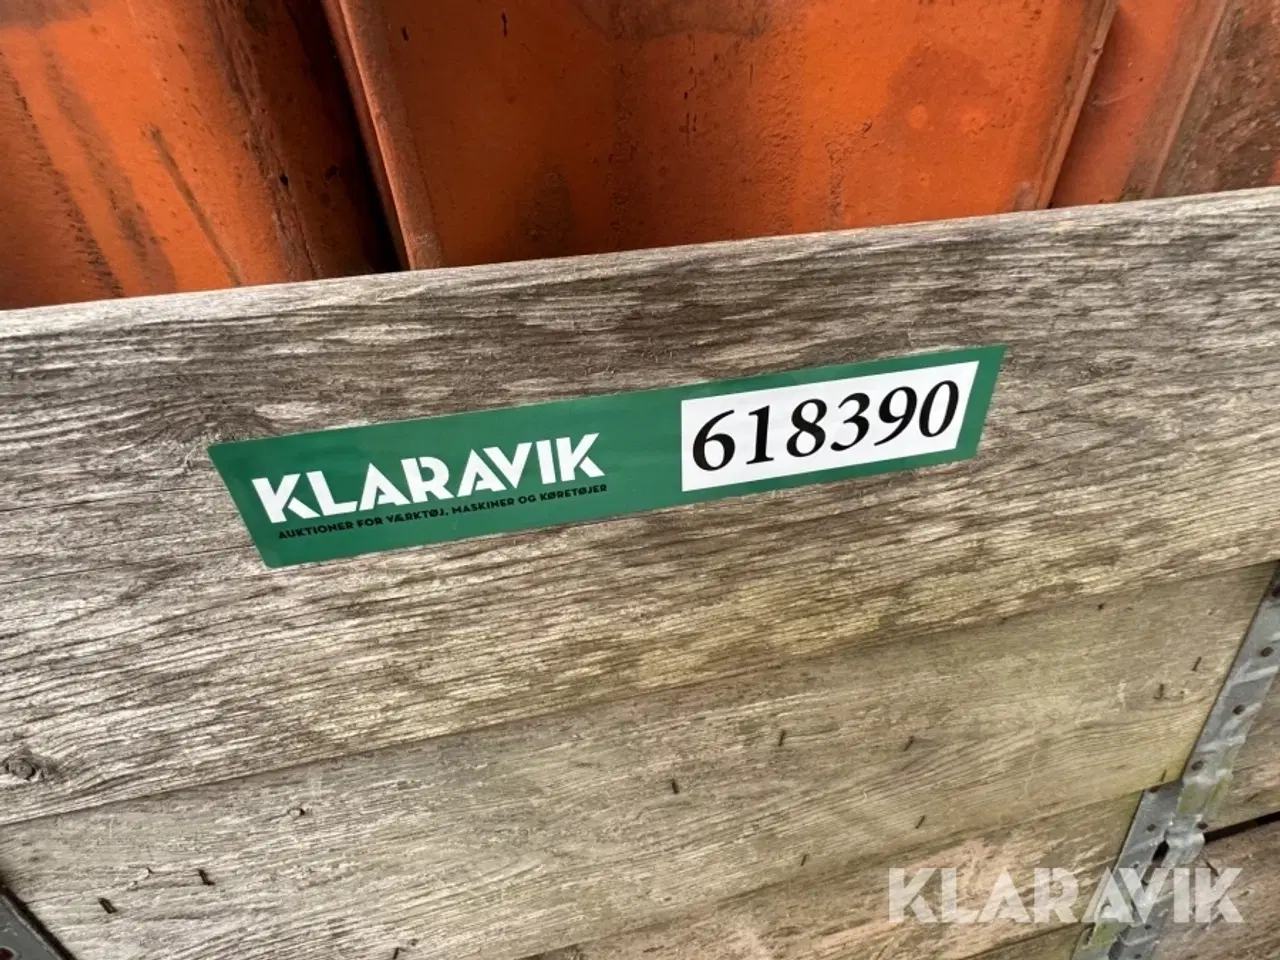 KLARAVIK
AUKTIONER FOR VÆRKTØJ, MASKINER OG KØRETØJER
618390
KLARAVIK